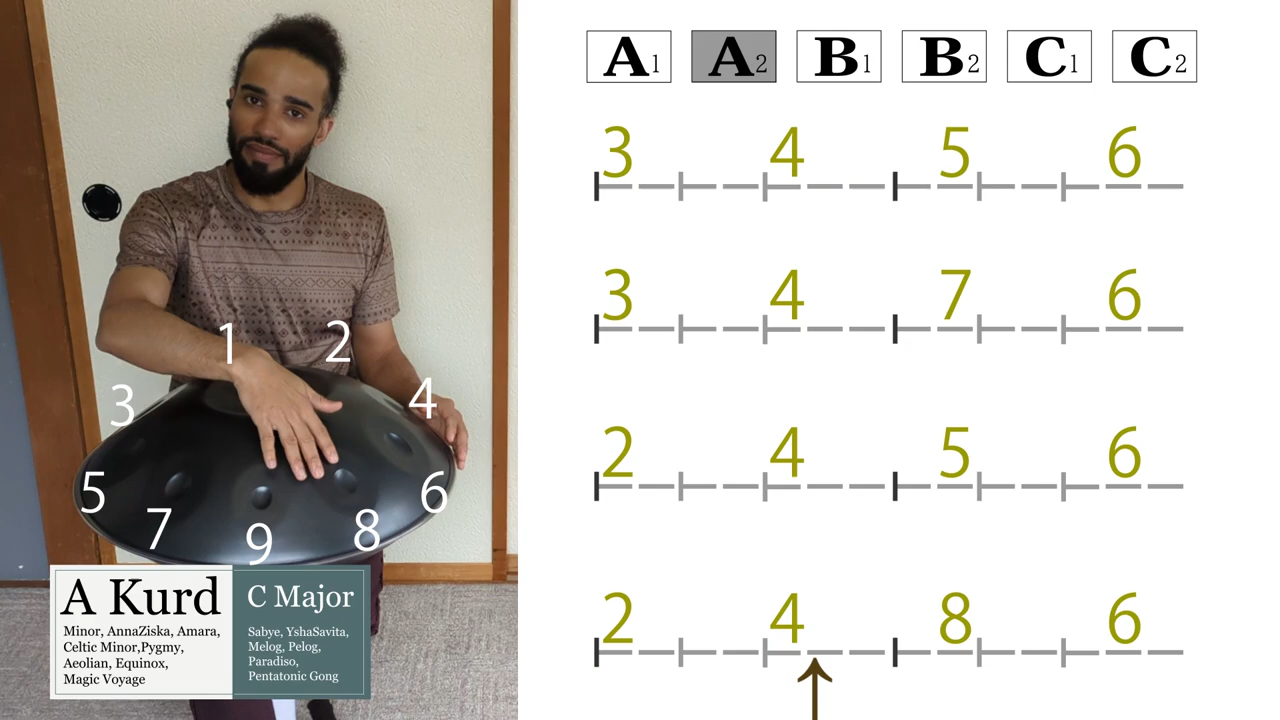 A1 A2 B1 B2 C1 C2
3 4 5 6
3 4 7 6
2 4 5 6
2 4 8 6
1 2
3 4
5 6
7 8
9
A Kurd
Minor, AnnaZiska, Amara,
Celtic Minor,Pygmy,
Aeolian, Equinox,
Magic Voyage
C Major
Sabye, YshaSavita,
Melog, Pelog,
Paradiso,
Pentatonic Gong